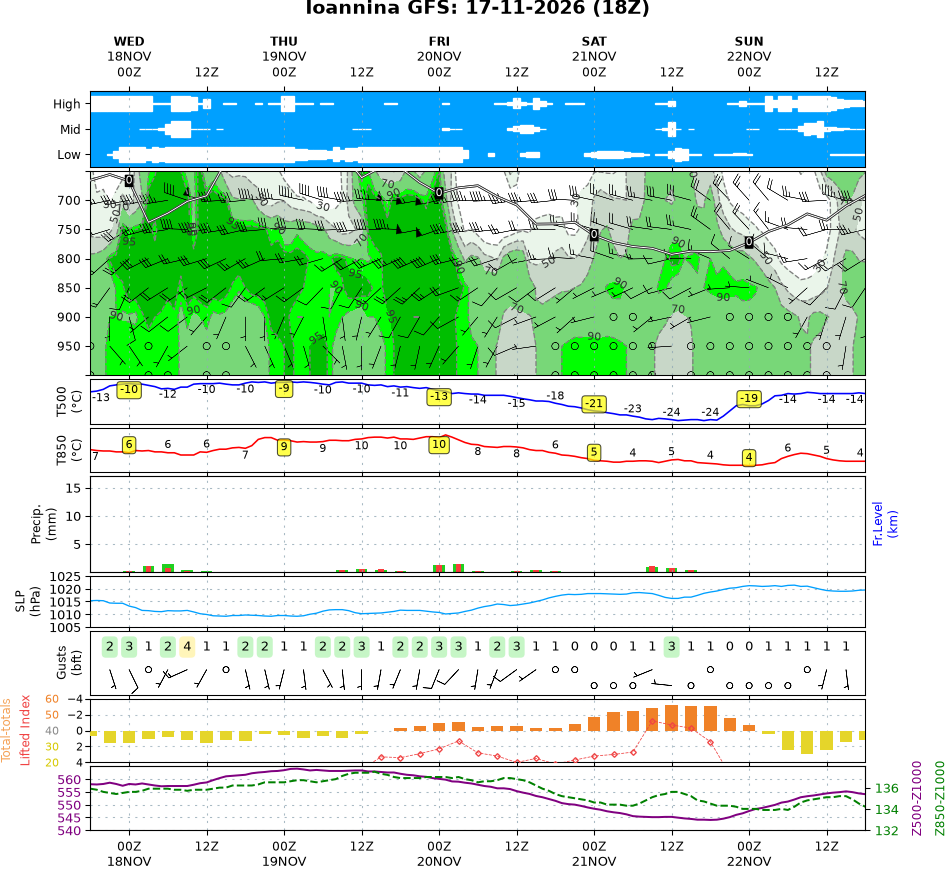 Ioannina GFS: 17-11-2026 (18Z)
WED THU FRI SAT SUN
18NOV 19NOV 20NOV 21NOV 22NOV
00Z 12Z 00Z 12Z 00Z 12Z 00Z 12Z 00Z 12Z
High
Mid
Low
700
750
800
850
900
950
T500
(°C)
-13 -10 -12 -10 -10 -9 -10 -10 -11 -13 -14 -15 -18 -21 -23 -24 -24 -19 -14 -14 -14
T850
(°C)
7 6 6 6 7 9 9 10 10 10 8 8 6 5 4 5 4 4 6 5 4
Precip.
(mm)
15
10
5
Fr.Level
(km)
SLP
(hPa)
1025
1020
1015
1010
1005
Gusts
(bft)
2 3 1 2 4 1 1 2 2 1 1 2 2 3 1 2 2 3 3 1 2 3 1 1 0 0 0 1 1 3 1 1 0 0 1 1 1 1 1
Total-totals
Lifted Index
60 −4
50 −2
40 0
30 2
20 4
560
555
550
545
540
136
134
132
Z500-Z1000
Z850-Z1000
00Z 12Z 00Z 12Z 00Z 12Z 00Z 12Z 00Z 12Z
18NOV 19NOV 20NOV 21NOV 22NOV